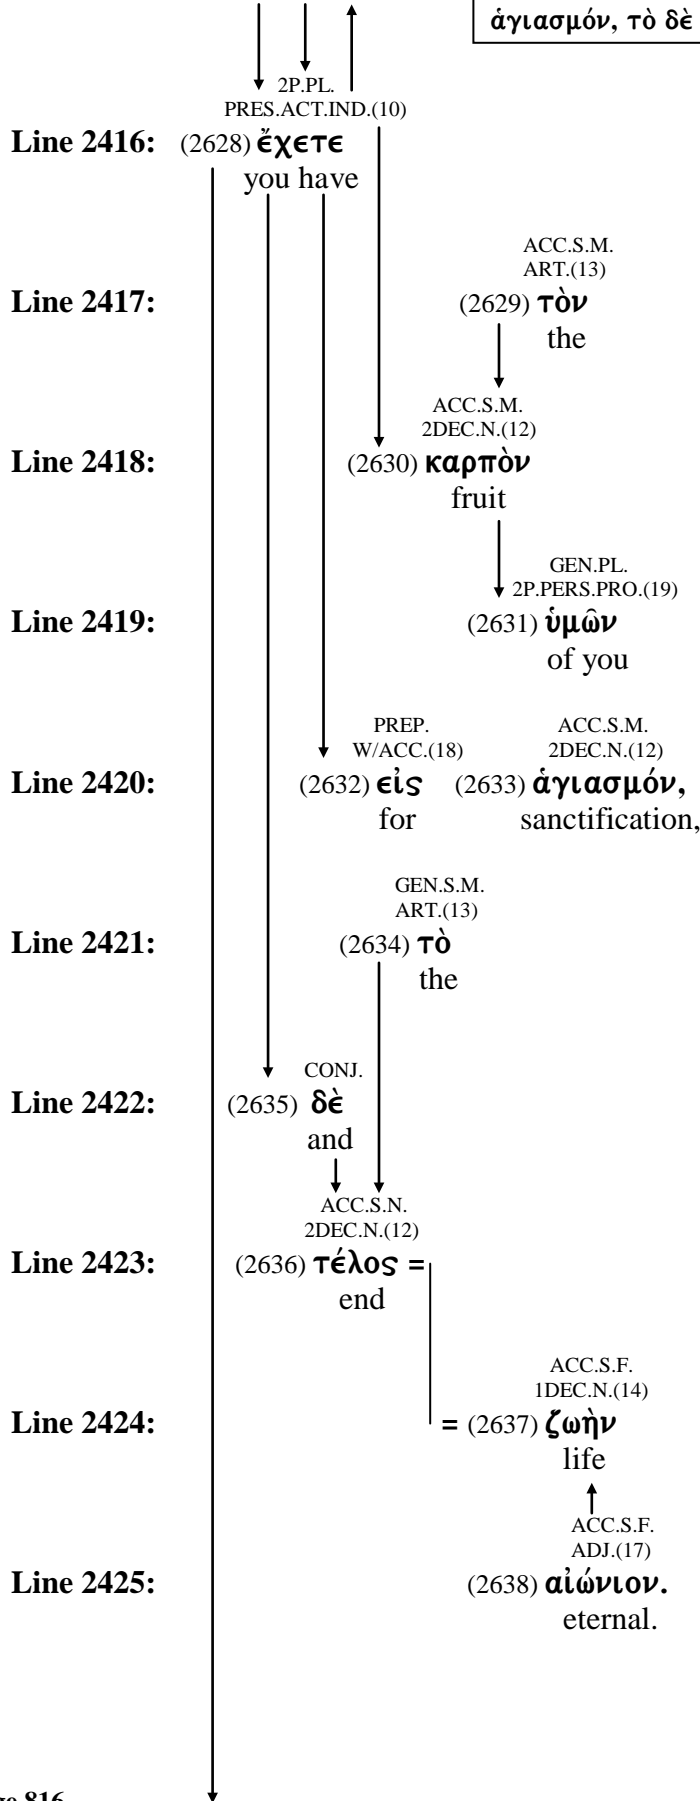 ἁγιασμόν, τὸ δὲ
2P.PL.
PRES.ACT.IND.(10)
Line 2416: (2628) ἔχετε
you have
ACC.S.M.
ART.(13)
Line 2417: (2629) τὸν
the
ACC.S.M.
2DEC.N.(12)
Line 2418: (2630) καρπὸν
fruit
GEN.PL.
2P.PERS.PRO.(19)
Line 2419: (2631) ὑμῶν
of you
PREP. ACC.S.M.
W/ACC.(18) 2DEC.N.(12)
Line 2420: (2632) εἰς (2633) ἁγιασμόν,
for sanctification,
GEN.S.M.
ART.(13)
Line 2421: (2634) τὸ
the
CONJ.
Line 2422: (2635) δὲ
and
ACC.S.N.
2DEC.N.(12)
Line 2423: (2636) τέλος =
end
ACC.S.F.
1DEC.N.(14)
Line 2424: = (2637) ζωὴν
life
ACC.S.F.
ADJ.(17)
Line 2425: (2638) αἰώνιον.
eternal.
816